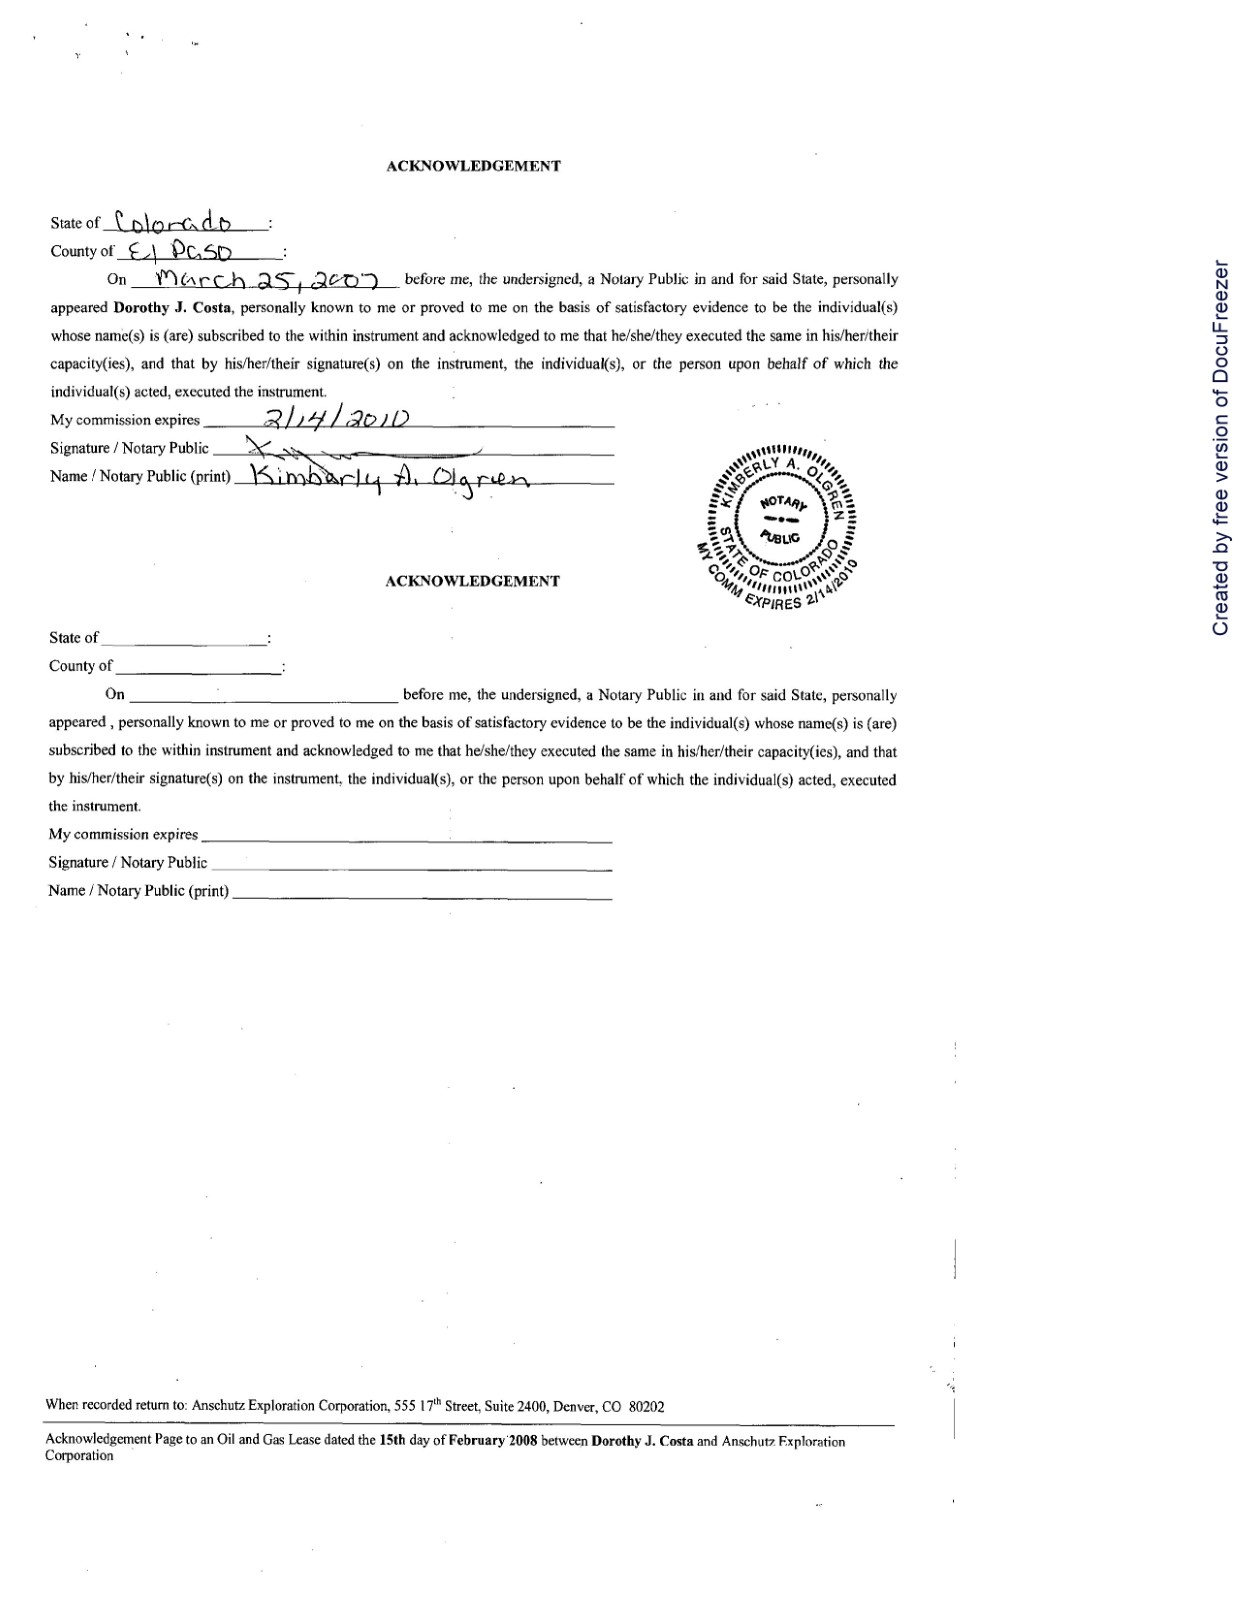 ACKNOWLEDGEMENT
State of Colorado :
County of El Paso :
On March 25, 2007 before me, the undersigned, a Notary Public in and for said State, personally
appeared Dorothy J. Costa, personally known to me or proved to me on the basis of satisfactory evidence to be the individual(s)
whose name(s) is (are) subscribed to the within instrument and acknowledged to me that he/she/they executed the same in his/her/their
capacity(ies), and that by his/her/their signature(s) on the instrument, the individual(s), or the person upon behalf of which the
individual(s) acted, executed the instrument.
My commission expires 2/14/2010
Signature / Notary Public
Name / Notary Public (print) Kimberly A. Olgren
KIMBERLY A. OLGREN
NOTARY
PUBLIC
STATE OF COLORADO
MY COMM EXPIRES 2/14/2010
ACKNOWLEDGEMENT
State of :
County of :
On before me, the undersigned, a Notary Public in and for said State, personally
appeared , personally known to me or proved to me on the basis of satisfactory evidence to be the individual(s) whose name(s) is (are)
subscribed to the within instrument and acknowledged to me that he/she/they executed the same in his/her/their capacity(ies), and that
by his/her/their signature(s) on the instrument, the individual(s), or the person upon behalf of which the individual(s) acted, executed
the instrument.
My commission expires
Signature / Notary Public
Name / Notary Public (print)
When recorded return to: Anschutz Exploration Corporation, 555 17th Street, Suite 2400, Denver, CO 80202
Acknowledgement Page to an Oil and Gas Lease dated the 15th day of February 2008 between Dorothy J. Costa and Anschutz Exploration
Corporation
Created by free version of DocuFreezer